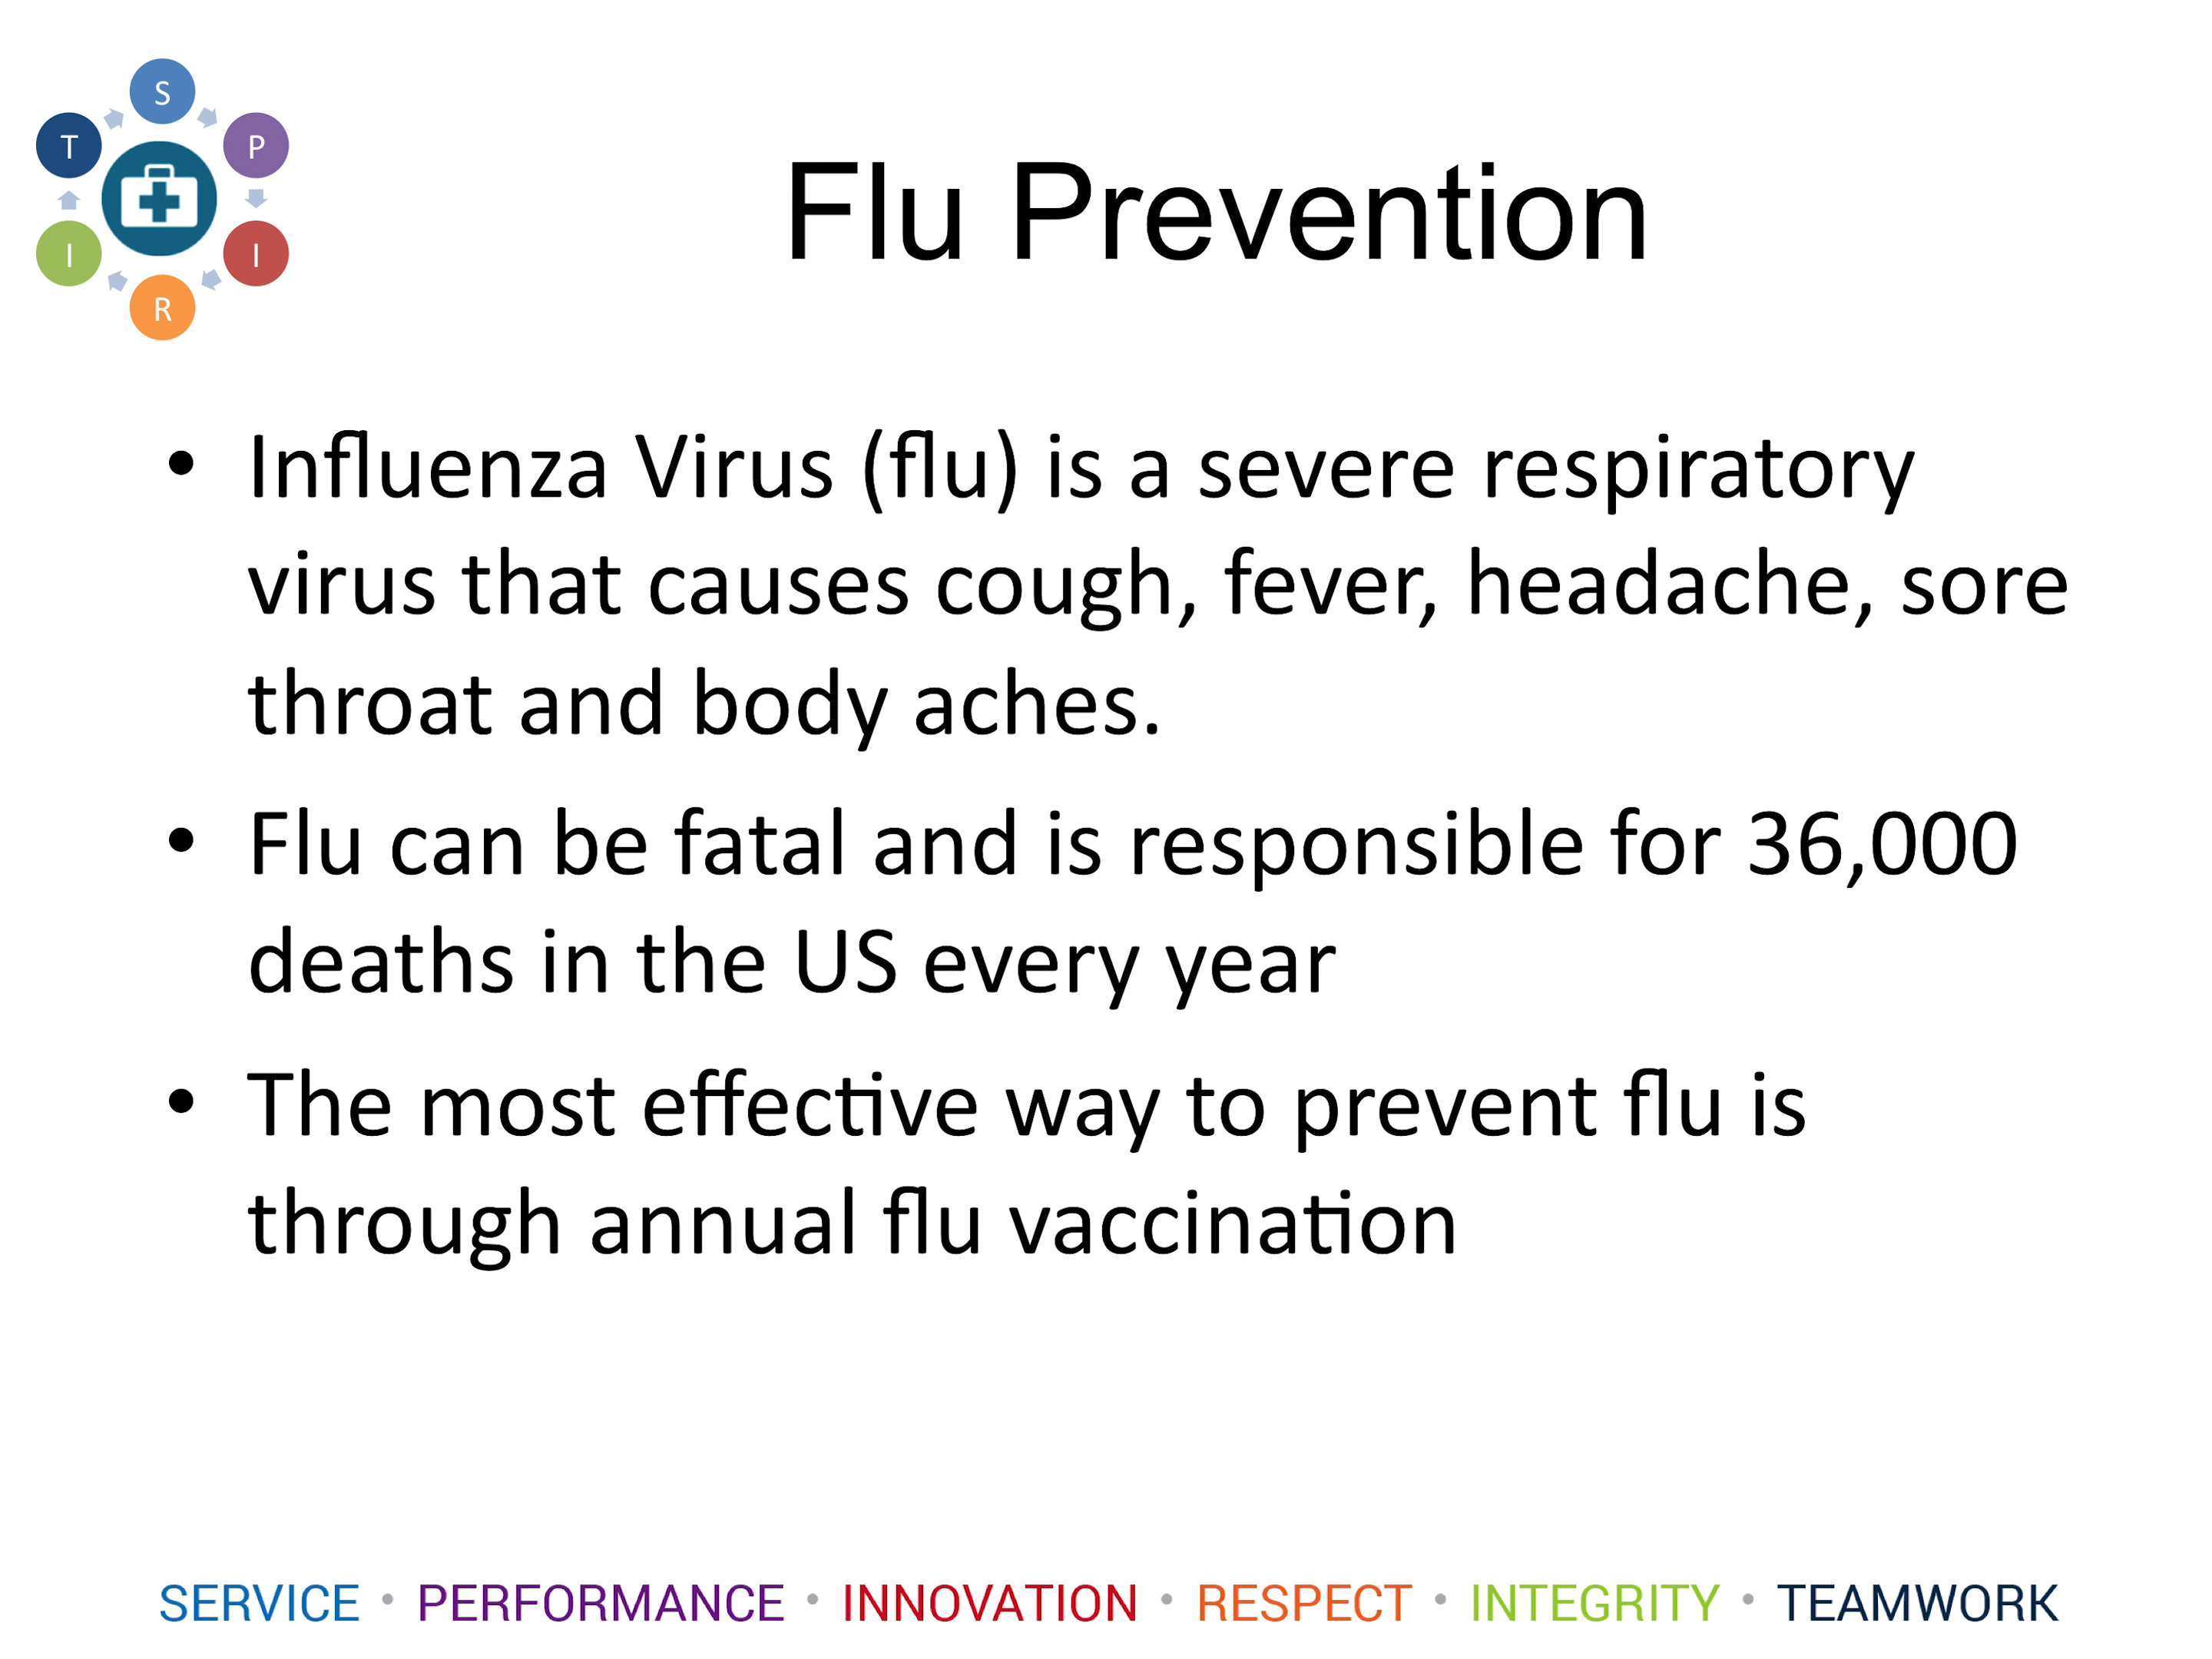 S
P
I
R
I
T
Flu Prevention
• Influenza Virus (flu) is a severe respiratory
virus that causes cough, fever, headache, sore
throat and body aches.
• Flu can be fatal and is responsible for 36,000
deaths in the US every year
• The most effective way to prevent flu is
through annual flu vaccination
SERVICE • PERFORMANCE • INNOVATION • RESPECT • INTEGRITY • TEAMWORK